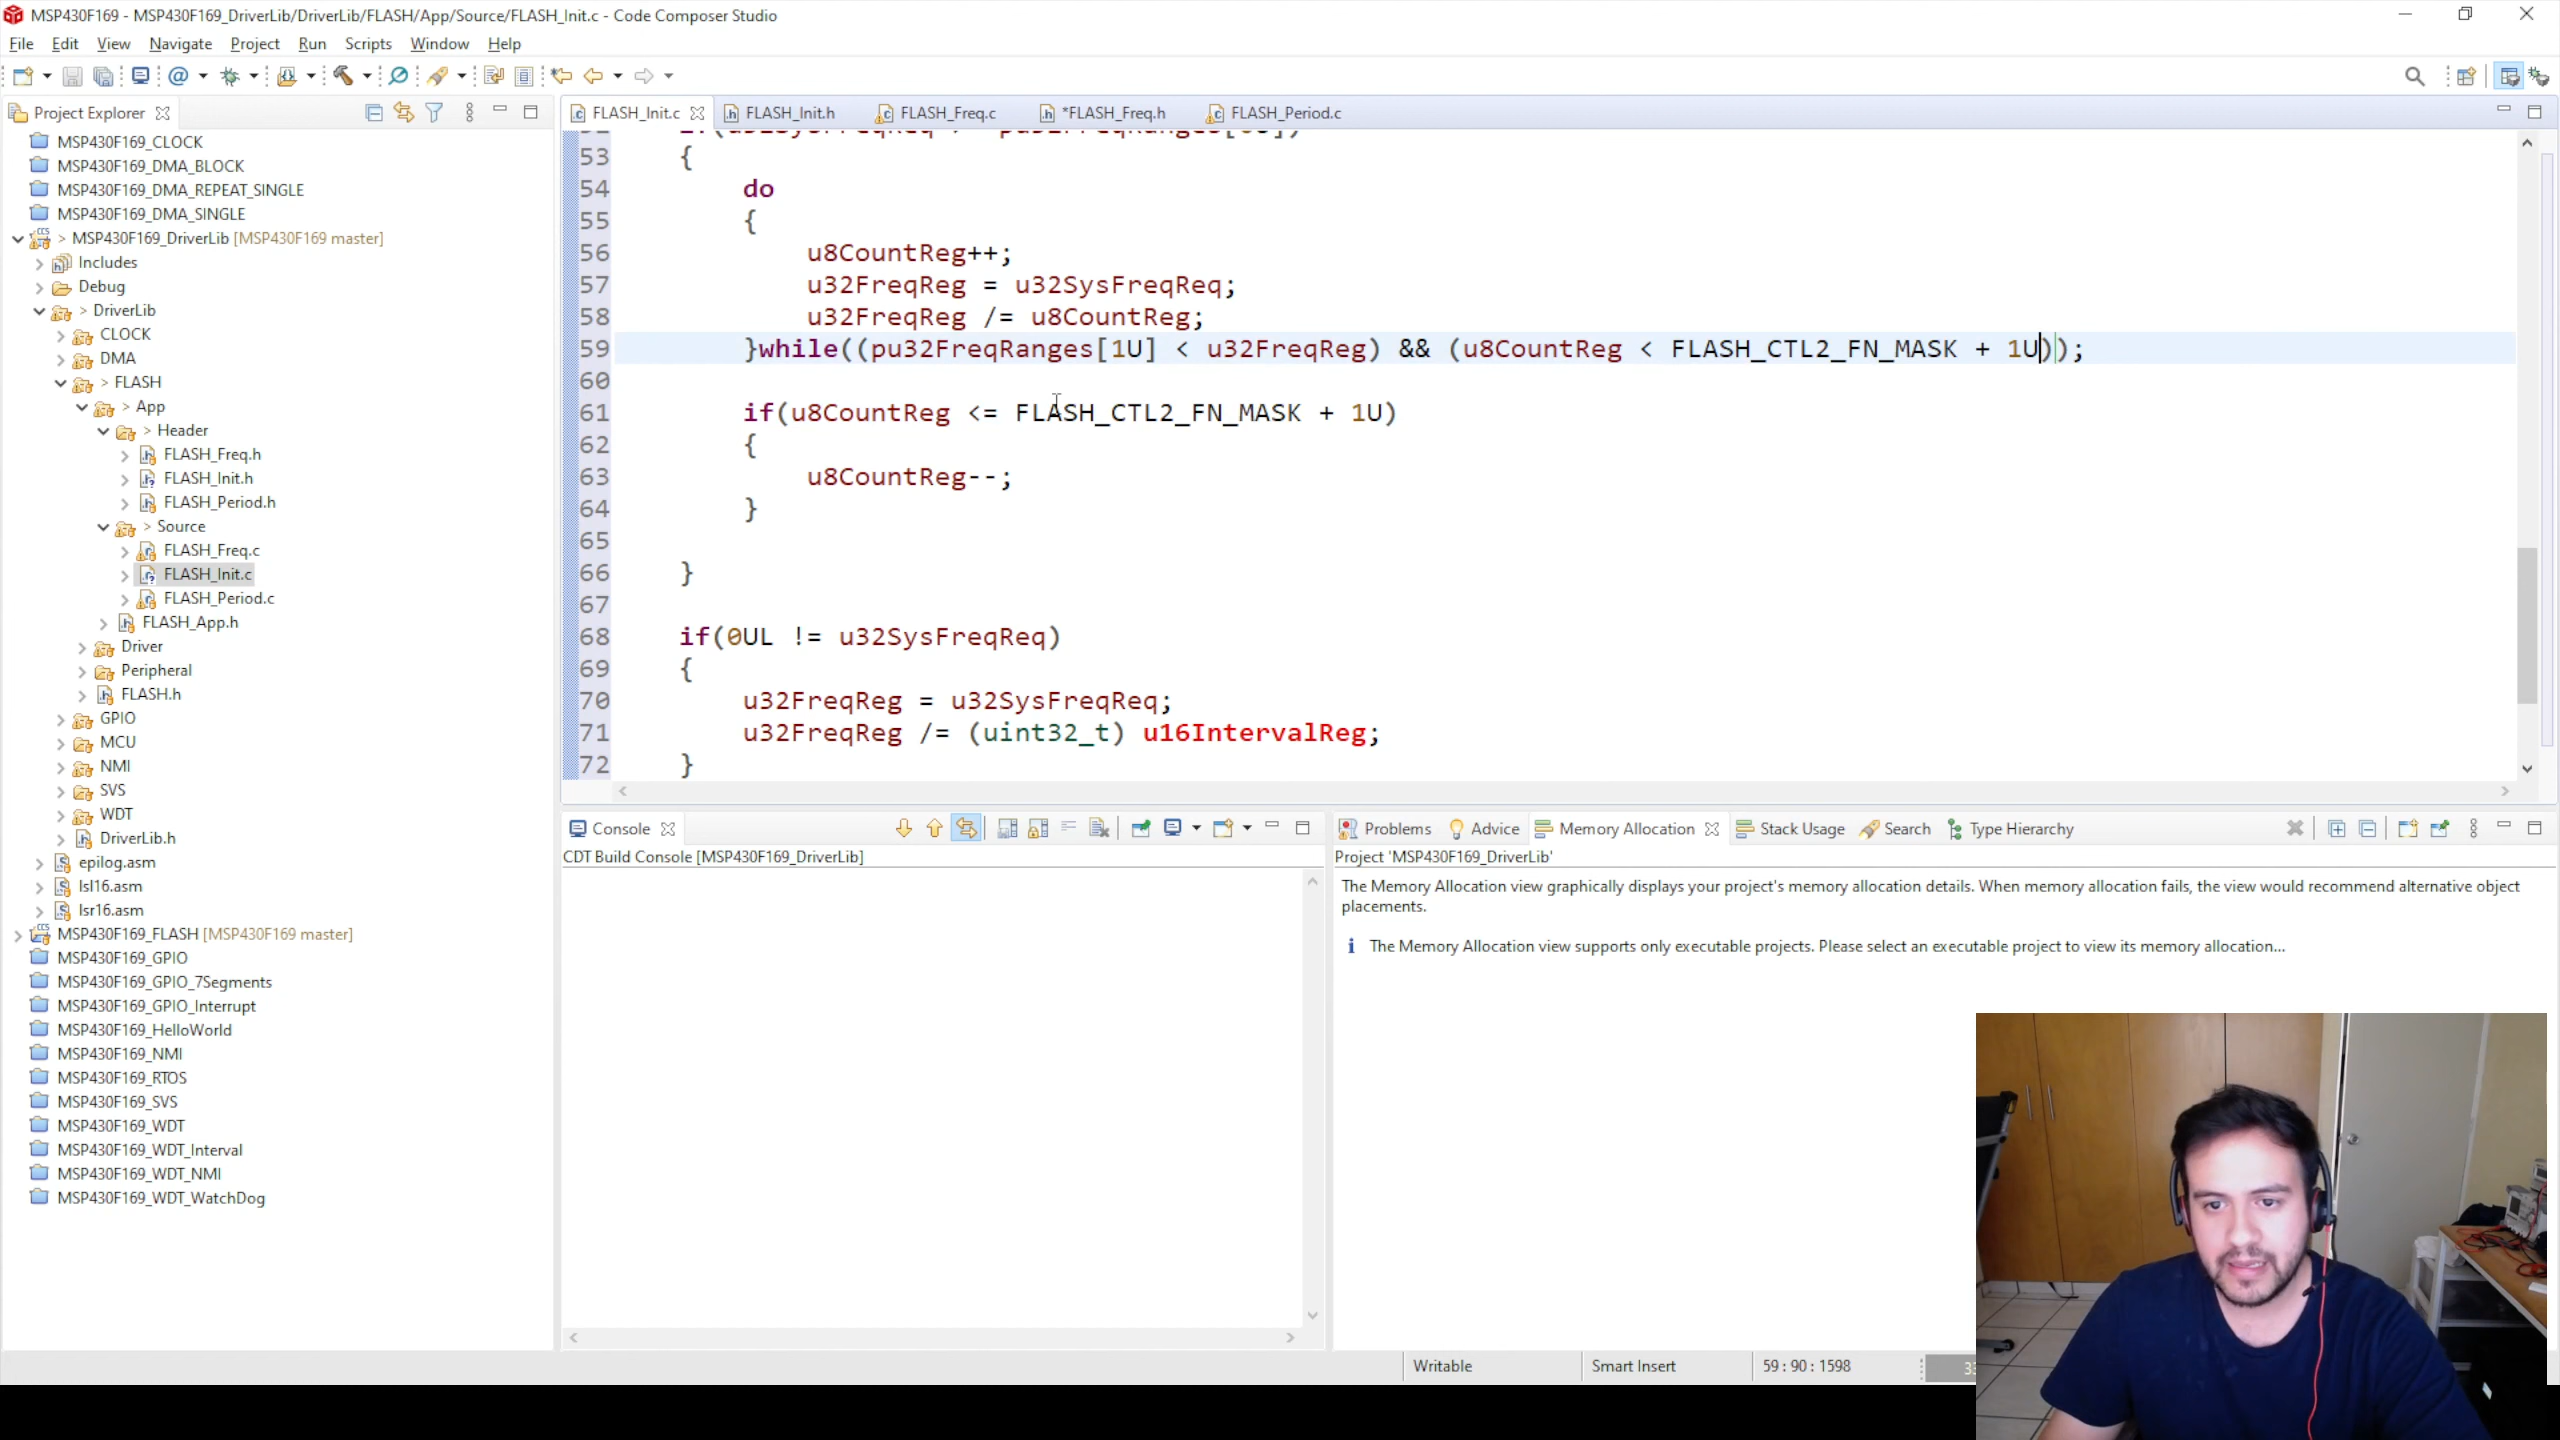 MSP430F169 - MSP430F169_DriverLib/DriverLib/FLASH/App/Source/FLASH_Init.c - Code Composer Studio
File Edit View Navigate Project Run Scripts Window Help
Project Explorer
MSP430F169_CLOCK
MSP430F169_DMA_BLOCK
MSP430F169_DMA_REPEAT_SINGLE
MSP430F169_DMA_SINGLE
> MSP430F169_DriverLib [MSP430F169 master]
Includes
Debug
> DriverLib
CLOCK
DMA
> FLASH
> App
> Header
FLASH_Freq.h
FLASH_Init.h
FLASH_Period.h
> Source
FLASH_Freq.c
FLASH_Init.c
FLASH_Period.c
FLASH_App.h
Driver
Peripheral
FLASH.h
GPIO
MCU
NMI
SVS
WDT
DriverLib.h
epilog.asm
lsl16.asm
lsr16.asm
MSP430F169_FLASH [MSP430F169 master]
MSP430F169_GPIO
MSP430F169_GPIO_7Segments
MSP430F169_GPIO_Interrupt
MSP430F169_HelloWorld
MSP430F169_NMI
MSP430F169_RTOS
MSP430F169_SVS
MSP430F169_WDT
MSP430F169_WDT_Interval
MSP430F169_WDT_NMI
MSP430F169_WDT_WatchDog
FLASH_Init.c FLASH_Init.h FLASH_Freq.c *FLASH_Freq.h FLASH_Period.c
53 {
54 do
55 {
56 u8CountReg++;
57 u32FreqReg = u32SysFreqReq;
58 u32FreqReg /= u8CountReg;
59 }while((pu32FreqRanges[1U] < u32FreqReg) && (u8CountReg < FLASH_CTL2_FN_MASK + 1U));
60
61 if(u8CountReg <= FLASH_CTL2_FN_MASK + 1U)
62 {
63 u8CountReg--;
64 }
65
66 }
67
68 if(0UL != u32SysFreqReq)
69 {
70 u32FreqReg = u32SysFreqReq;
71 u32FreqReg /= (uint32_t) u16IntervalReg;
72 }
Console
CDT Build Console [MSP430F169_DriverLib]
Problems Advice Memory Allocation Stack Usage Search Type Hierarchy
Project 'MSP430F169_DriverLib'
The Memory Allocation view graphically displays your project's memory allocation details. When memory allocation fails, the view would recommend alternative object
placements.
The Memory Allocation view supports only executable projects. Please select an executable project to view its memory allocation...
Writable Smart Insert 59 : 90 : 1598